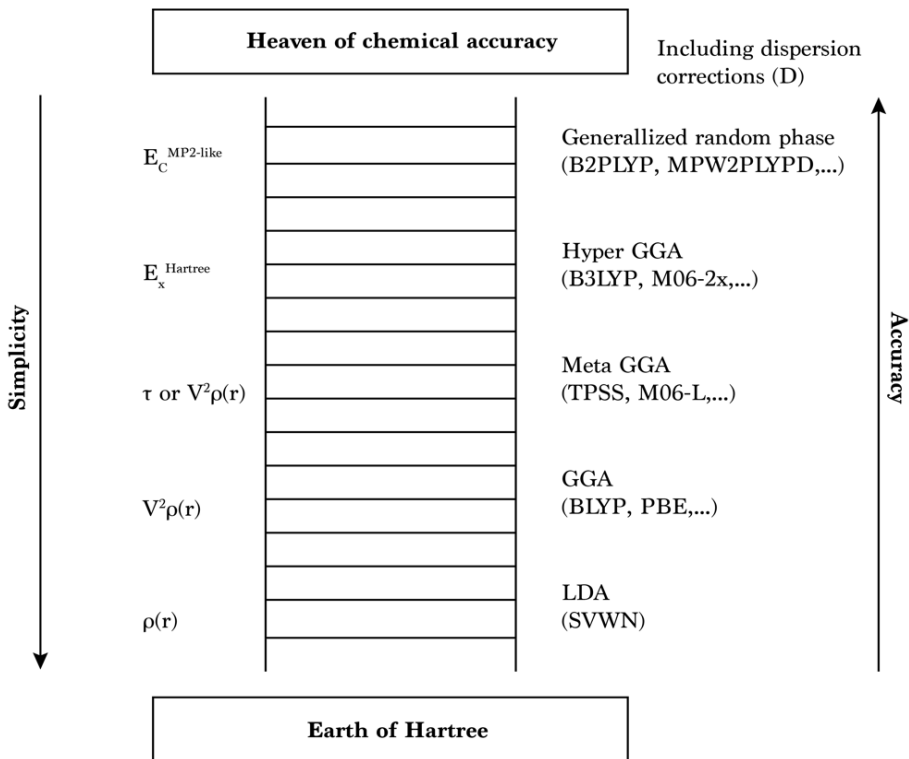 Heaven of chemical accuracy
Including dispersion
corrections (D)
E_C^MP2-like
Generallized random phase
(B2PLYP, MPW2PLYPD,...)
E_x^Hartree
Hyper GGA
(B3LYP, M06-2x,...)
τ or V²ρ(r)
Meta GGA
(TPSS, M06-L,...)
V²ρ(r)
GGA
(BLYP, PBE,...)
ρ(r)
LDA
(SVWN)
Simplicity
Accuracy
Earth of Hartree